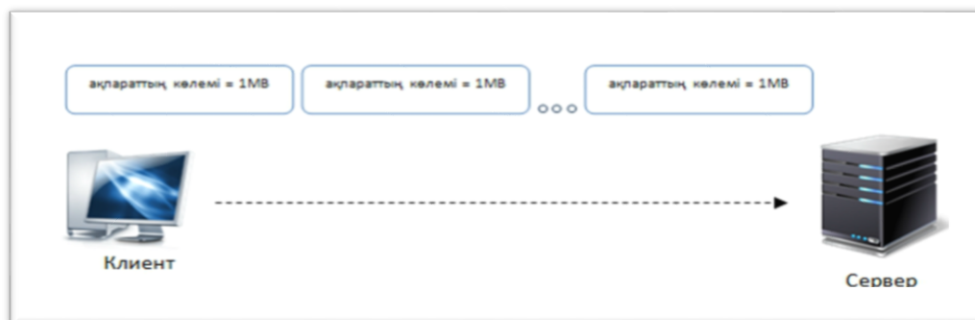 ақпараттың көлемі = 1MB
ақпараттың көлемі = 1MB
ақпараттың көлемі = 1MB
Клиент
Сервер